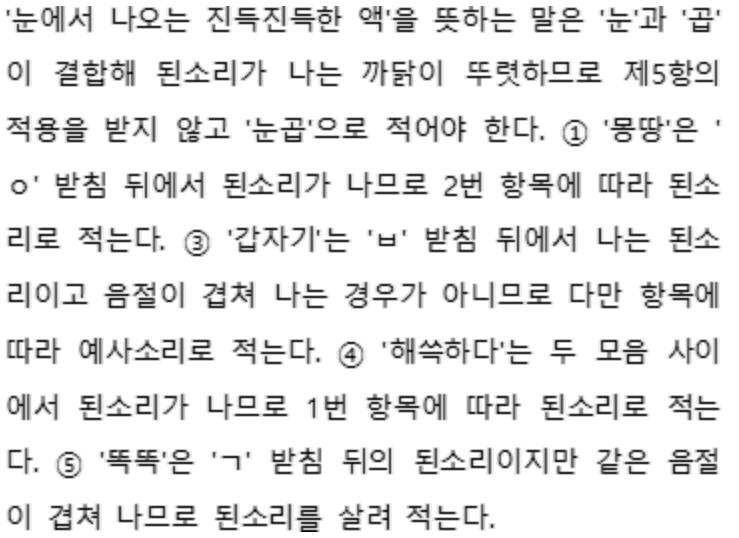 '눈에서 나오는 진득진득한 액'을 뜻하는 말은 '눈'과 '곱'
이 결합해 된소리가 나는 까닭이 뚜렷하므로 제5항의
적용을 받지 않고 '눈곱'으로 적어야 한다. ① '몽땅'은 '
ㅇ' 받침 뒤에서 된소리가 나므로 2번 항목에 따라 된소
리로 적는다. ③ '갑자기'는 'ㅂ' 받침 뒤에서 나는 된소
리이고 음절이 겹쳐 나는 경우가 아니므로 다만 항목에
따라 예사소리로 적는다. ④ '해쓱하다'는 두 모음 사이
에서 된소리가 나므로 1번 항목에 따라 된소리로 적는
다. ⑤ '똑똑'은 'ㄱ' 받침 뒤의 된소리이지만 같은 음절
이 겹쳐 나므로 된소리를 살려 적는다.